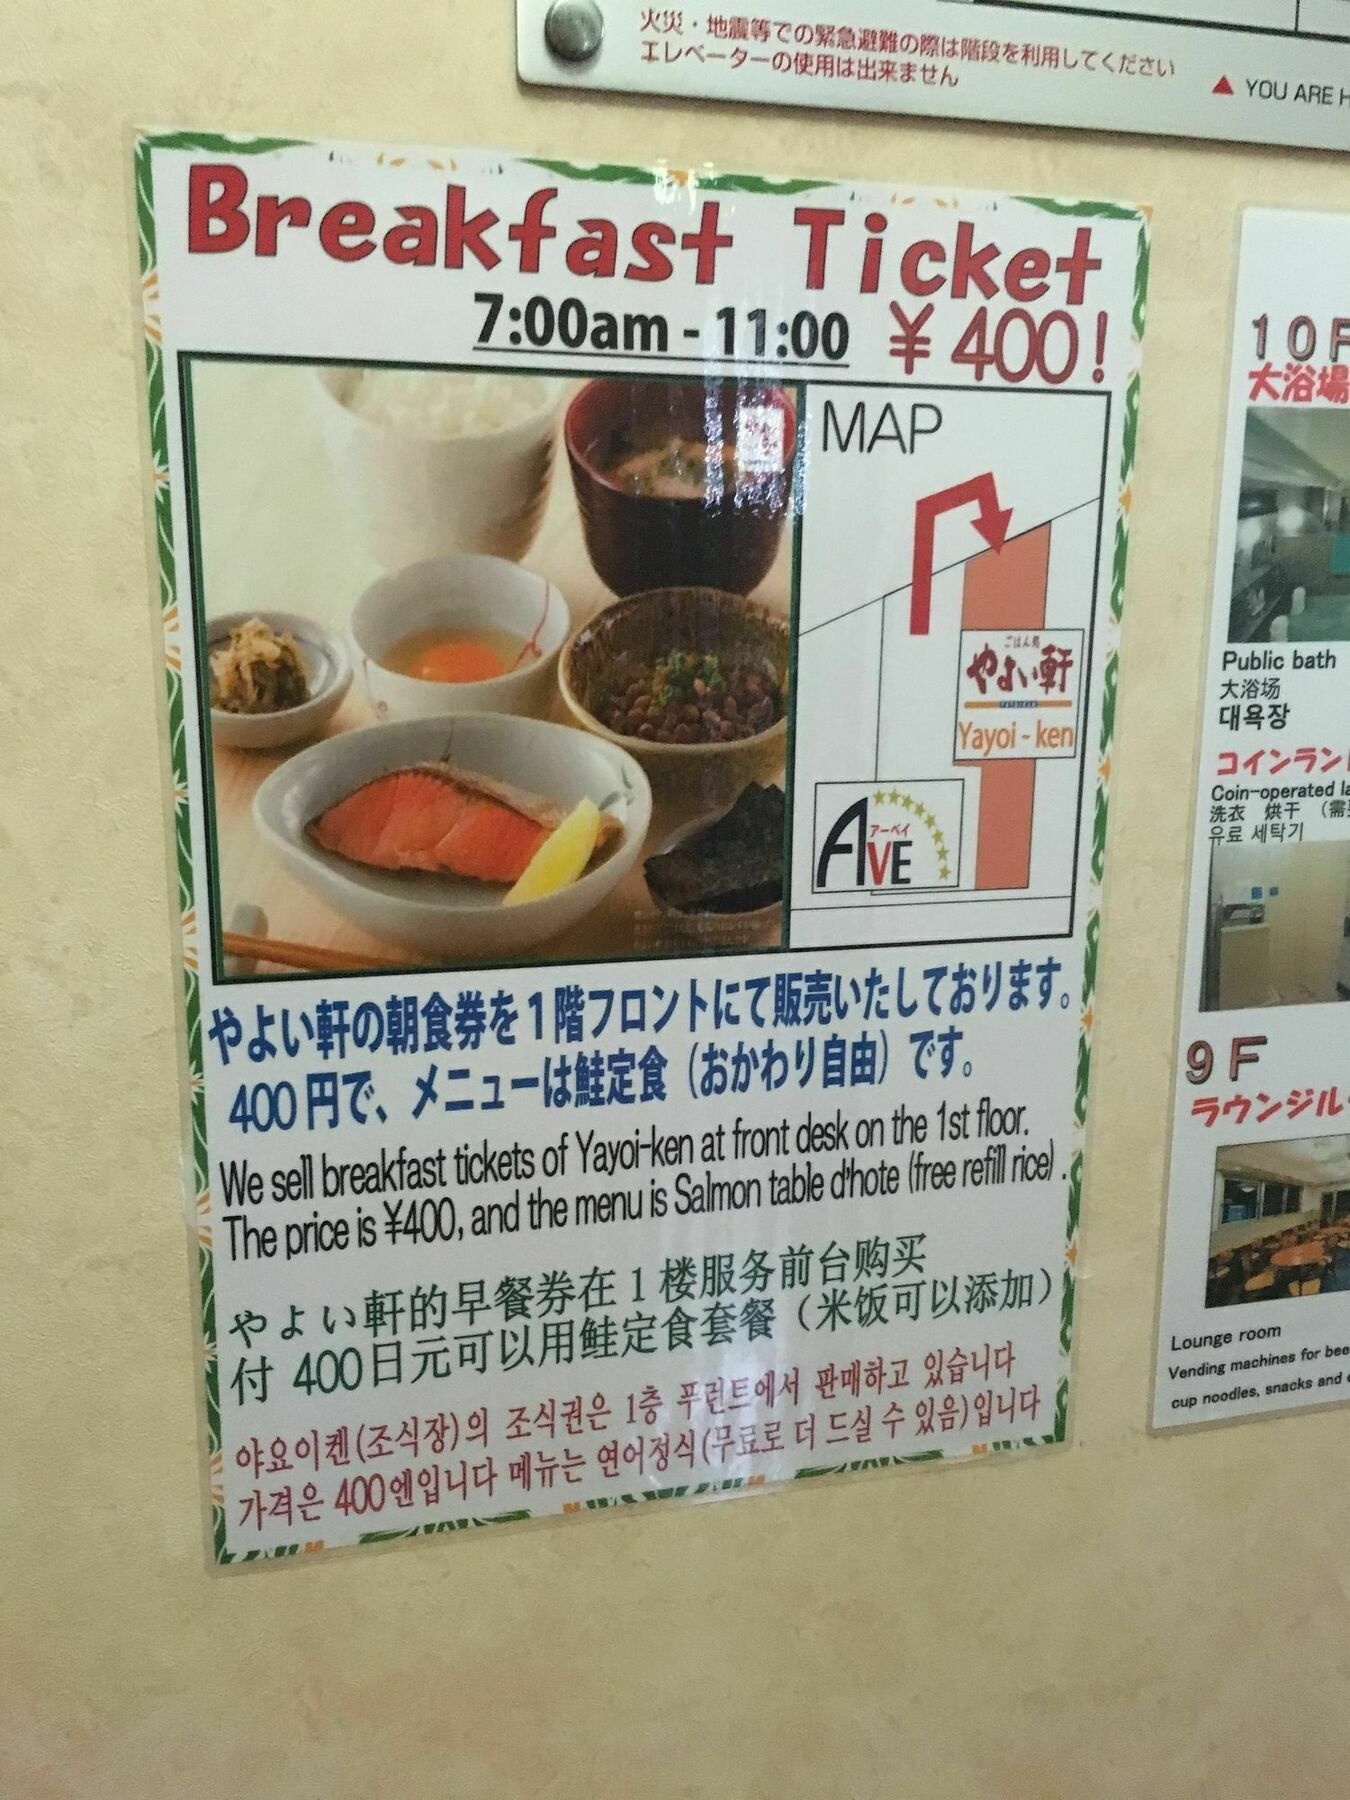 火災・地震等での緊急避難の際は階段を利用してください
エレベーターの使用は出来ません
▲ YOU ARE H
Breakfast Ticket
7:00am - 11:00 ¥400!
MAP
ごはん処
やよい軒
YAYOIKEN
Yayoi - ken
アーベイ
AVE
やよい軒の朝食券を1階フロントにて販売いたしております。
400円で、メニューは鮭定食（おかわり自由）です。
We sell breakfast tickets of Yayoi-ken at front desk on the 1st floor.
The price is ¥400, and the menu is Salmon table d'hote (free refill rice) .
やよい軒的早餐券在1楼服务前台购买
付 400日元可以用鮭定食套餐（米饭可以添加）
야요이켄(조식장)의 조식권은 1층 푸런트에서 판매하고 있습니다
가격은 400엔입니다 메뉴는 연어정식(무료로 더 드실 수 있음)입니다
10F
大浴場
Public bath
大浴场
대욕장
コインラン
Coin-operated la
洗衣 烘干 （需
유료 세탁기
9F
ラウンジル
Lounge room
Vending machines for bee
cup noodles, snacks and